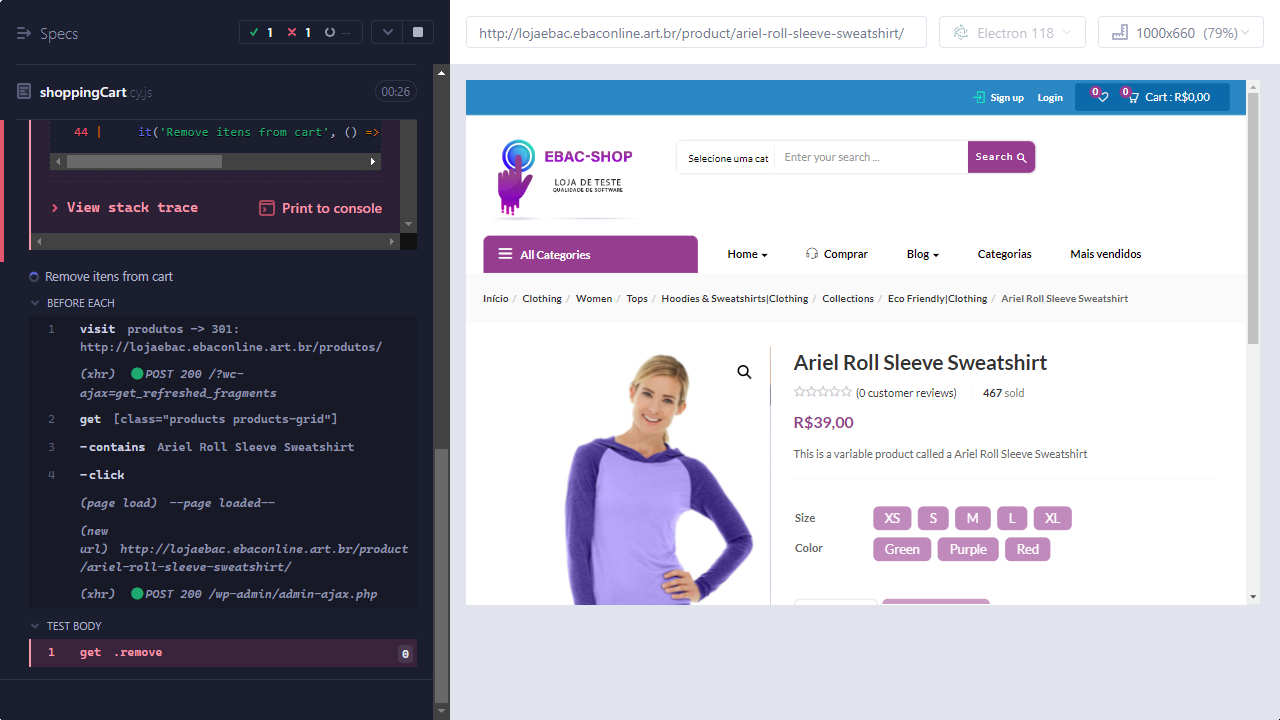 Specs
1
1
--
shoppingCart.cy.js
00:26
44 | it('Remove itens from cart', () =>
View stack trace
Print to console
Remove itens from cart
BEFORE EACH
1 visit produtos -> 301:
http://lojaebac.ebaconline.art.br/produtos/
(xhr) POST 200 /?wc-
ajax=get_refreshed_fragments
2 get [class="products products-grid"]
3 -contains Ariel Roll Sleeve Sweatshirt
4 -click
(page load) --page loaded--
(new
url) http://lojaebac.ebaconline.art.br/product
/ariel-roll-sleeve-sweatshirt/
(xhr) POST 200 /wp-admin/admin-ajax.php
TEST BODY
1 get .remove 0
http://lojaebac.ebaconline.art.br/product/ariel-roll-sleeve-sweatshirt/
Electron 118
1000x660 (79%)
Sign up Login 0 0 Cart : R$0,00
EBAC-SHOP
LOJA DE TESTE
QUALIDADE DE SOFTWARE
Selecione uma cat
Enter your search ...
Search
All Categories
Home Comprar Blog Categorias Mais vendidos
Início / Clothing / Women / Tops / Hoodies & Sweatshirts|Clothing / Collections / Eco Friendly|Clothing / Ariel Roll Sleeve Sweatshirt
Ariel Roll Sleeve Sweatshirt
(0 customer reviews) 467 sold
R$39,00
This is a variable product called a Ariel Roll Sleeve Sweatshirt
Size XS S M L XL
Color Green Purple Red